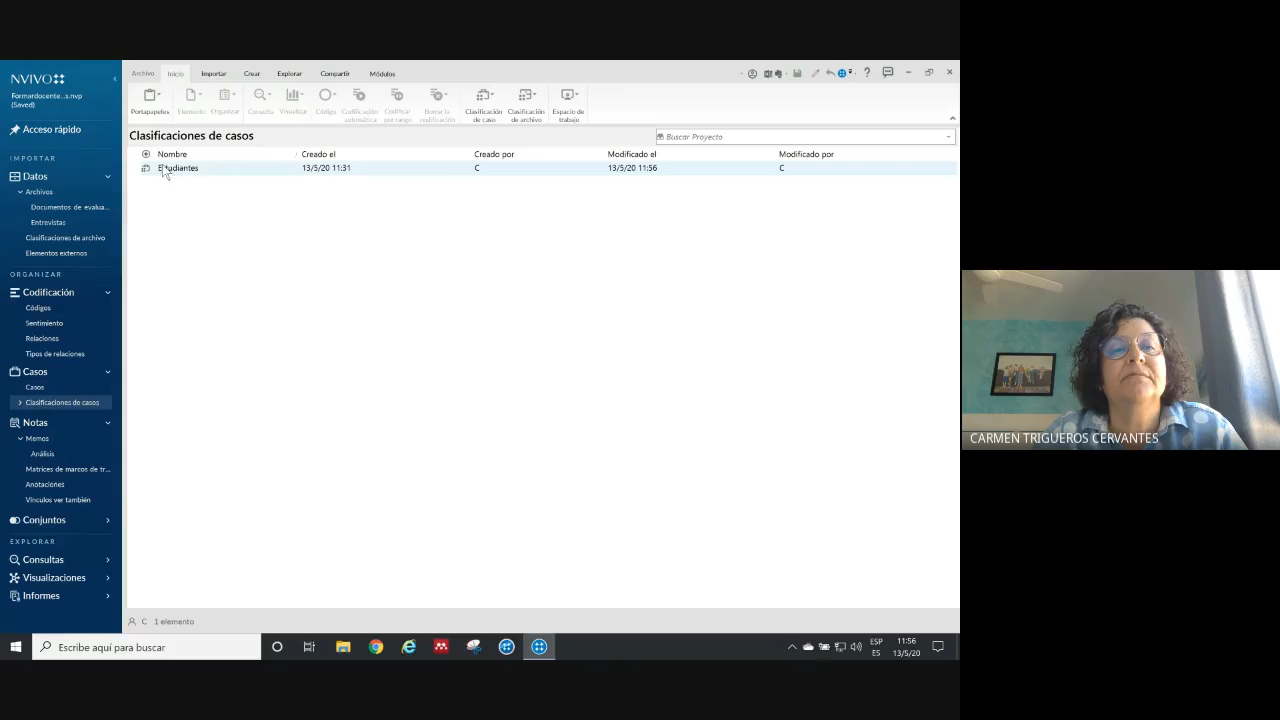 NVIVO
Formardocente...s.nvp
(Saved)
Acceso rápido
IMPORTAR
Datos
Archivos
Documentos de evalua...
Entrevistas
Clasificaciones de archivo
Elementos externos
ORGANIZAR
Codificación
Códigos
Sentimiento
Relaciones
Tipos de relaciones
Casos
Casos
Clasificaciones de casos
Notas
Memos
Análisis
Matrices de marcos de tr...
Anotaciones
Vínculos ver también
Conjuntos
EXPLORAR
Consultas
Visualizaciones
Informes
Archivo Inicio Importar Crear Explorar Compartir Módulos
Portapapeles Elemento Organizar Consulta Visualizar Código Codificación automática Codificar por rango Borrar la codificación Clasificación de caso Clasificación de archivo Espacio de trabajo
Clasificaciones de casos
Buscar Proyecto
Nombre Creado el Creado por Modificado el Modificado por
Estudiantes 13/5/20 11:31 C 13/5/20 11:56 C
C 1 elemento
Escribe aquí para buscar
ESP
ES
11:56
13/5/20
CARMEN TRIGUEROS CERVANTES